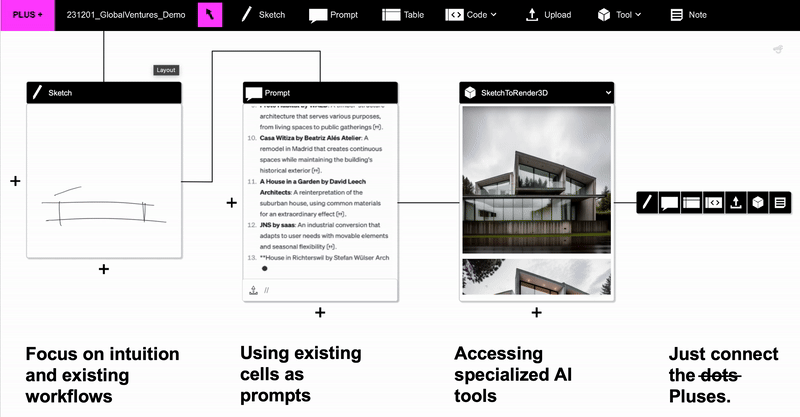 PLUS + 231201_GlobalVentures_Demo Sketch Prompt Table Code Upload Tool Note
Layout
Sketch
Prompt
SketchToRender3D
architecture that serves various purposes,
from living spaces to public gatherings [↔].
10. Casa Witiza by Beatriz Alés Atelier: A
remodel in Madrid that creates continuous
spaces while maintaining the building's
historical exterior [↔].
11. A House in a Garden by David Leech
Architects: A reinterpretation of the
suburban house, using common materials
for an extraordinary effect [↔].
12. JNS by saas: An industrial conversion that
adapts to user needs with movable elements
and seasonal flexibility [↔].
13. **House in Richterswil by Stefan Wülser Arch
//
Focus on intuition
and existing
workflows
Using existing
cells as
prompts
Accessing
specialized AI
tools
Just connect
the dots
Pluses.